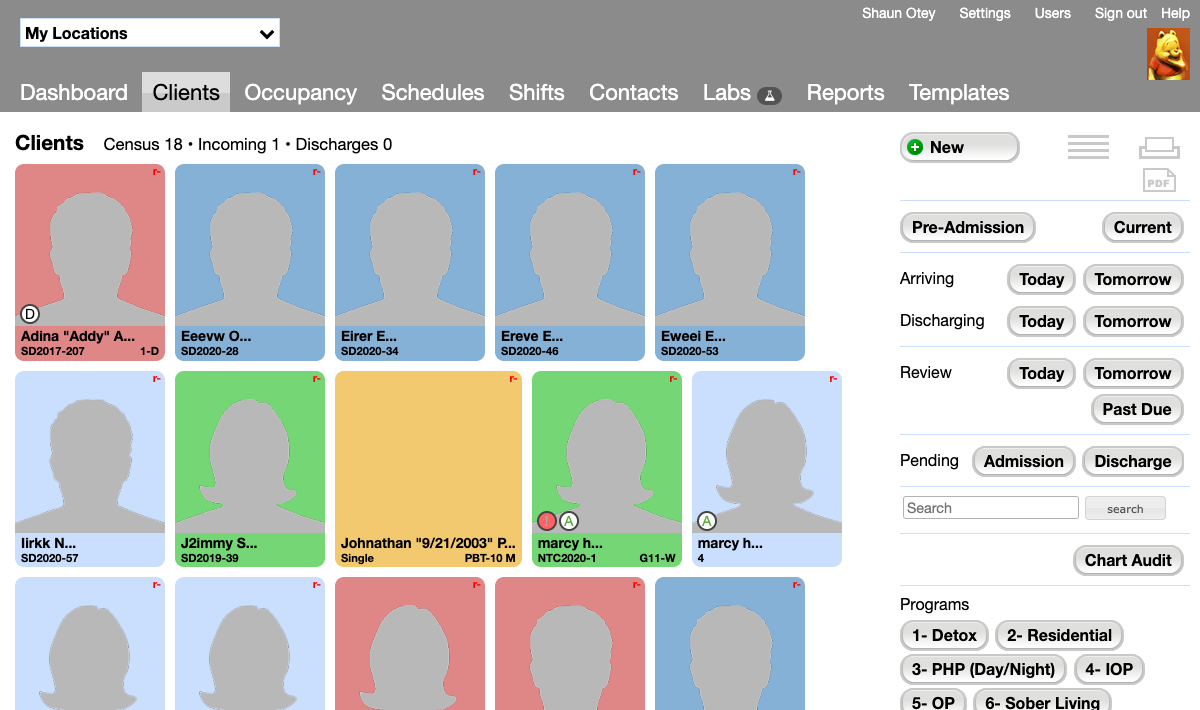 Shaun Otey Settings Users Sign out Help
My Locations
Dashboard Clients Occupancy Schedules Shifts Contacts Labs Reports Templates
Clients Census 18 • Incoming 1 • Discharges 0
New
PDF
Pre-Admission Current
Arriving Today Tomorrow
Discharging Today Tomorrow
Review Today Tomorrow
Past Due
Pending Admission Discharge
Search search
Chart Audit
Programs
1- Detox 2- Residential
3- PHP (Day/Night) 4- IOP
5- OP 6- Sober Living
r- r- r- r- r-
D
Adina "Addy" A... Eeevw O... Eirer E... Ereve E... Eweei E...
SD2017-207 1-D SD2020-28 SD2020-34 SD2020-46 SD2020-53
r- r- r- r- r-
A A
lirkk N... J2immy S... Johnathan "9/21/2003" P... marcy h... marcy h...
SD2020-57 SD2019-39 Single PBT-10 M NTC2020-1 G11-W 4
r- r- r- r- r-